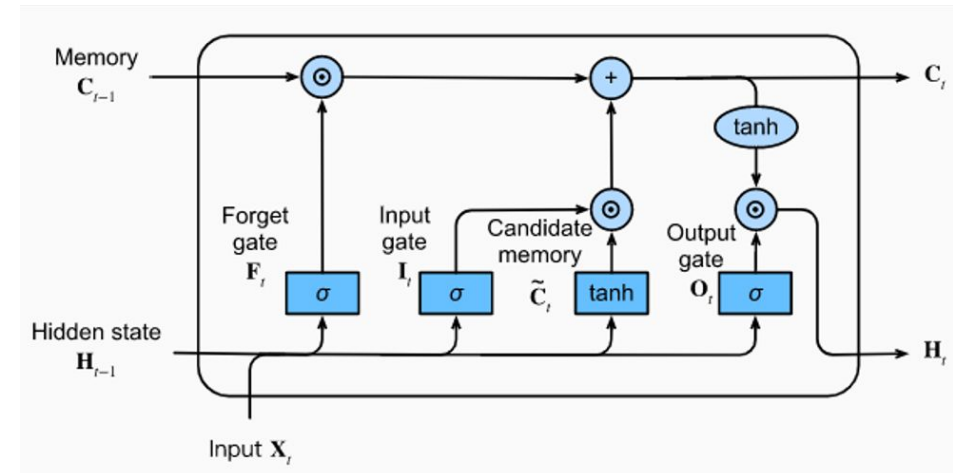 Memory
C_{t-1}
⊙
+
C_t
tanh
Forget
gate
F_t
Input
gate
I_t
Candidate
memory
C̃_t
⊙
Output
gate
O_t
⊙
σ
σ
tanh
σ
Hidden state
H_{t-1}
H_t
Input X_t